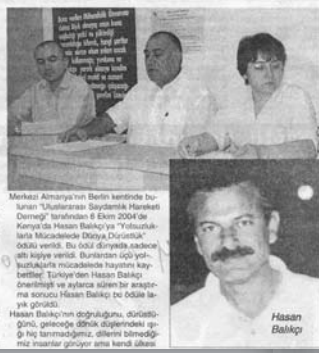 Merkezi Almanya'nın Berlin kentinde bu-
lunan "Uluslararası Saydamlık Hareketi
Derneği" tarafından 6 Ekim 2004'de
Kenya'da Hasan Balıkçı'ya "Yolsuzluk-
larla Mücadelede Dünya Dürüstlük"
ödülü verildi. Bu ödül dünyada sadece
altı kişiye verildi. Bunlardan üçü yol-
suzluklarla mücadelede hayatını kay-
bettiler. Türkiye'den Hasan Balıkçı
önerilmişti ve aylarca süren bir araştır-
ma sonucu Hasan Balıkçı bu ödüle la-
yık görüldü.
Hasan Balıkçı'nın doğruluğunu, dürüstlü-
ğünü, geleceğe dönük düşlerindeki ışı-
ğı hiç tanımadığımız, dillerini bilmediği-
miz insanlar görüyor ama kendi ülkesi
Hasan
Balıkçı